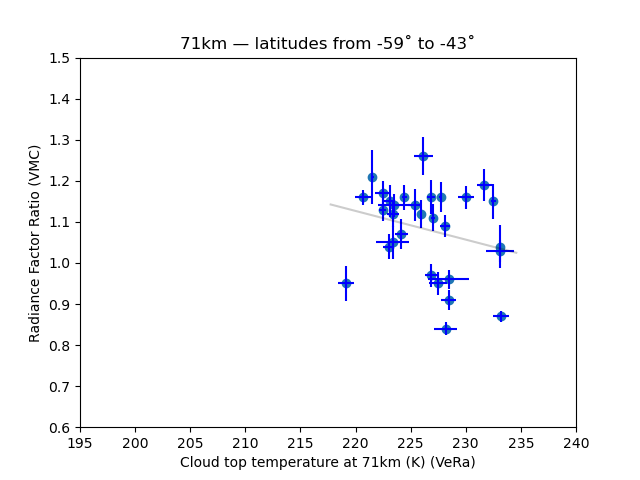 71km — latitudes from -59˚ to -43˚
Radiance Factor Ratio (VMC)
1.5
1.4
1.3
1.2
1.1
1.0
0.9
0.8
0.7
0.6
195 200 205 210 215 220 225 230 235 240
Cloud top temperature at 71km (K) (VeRa)